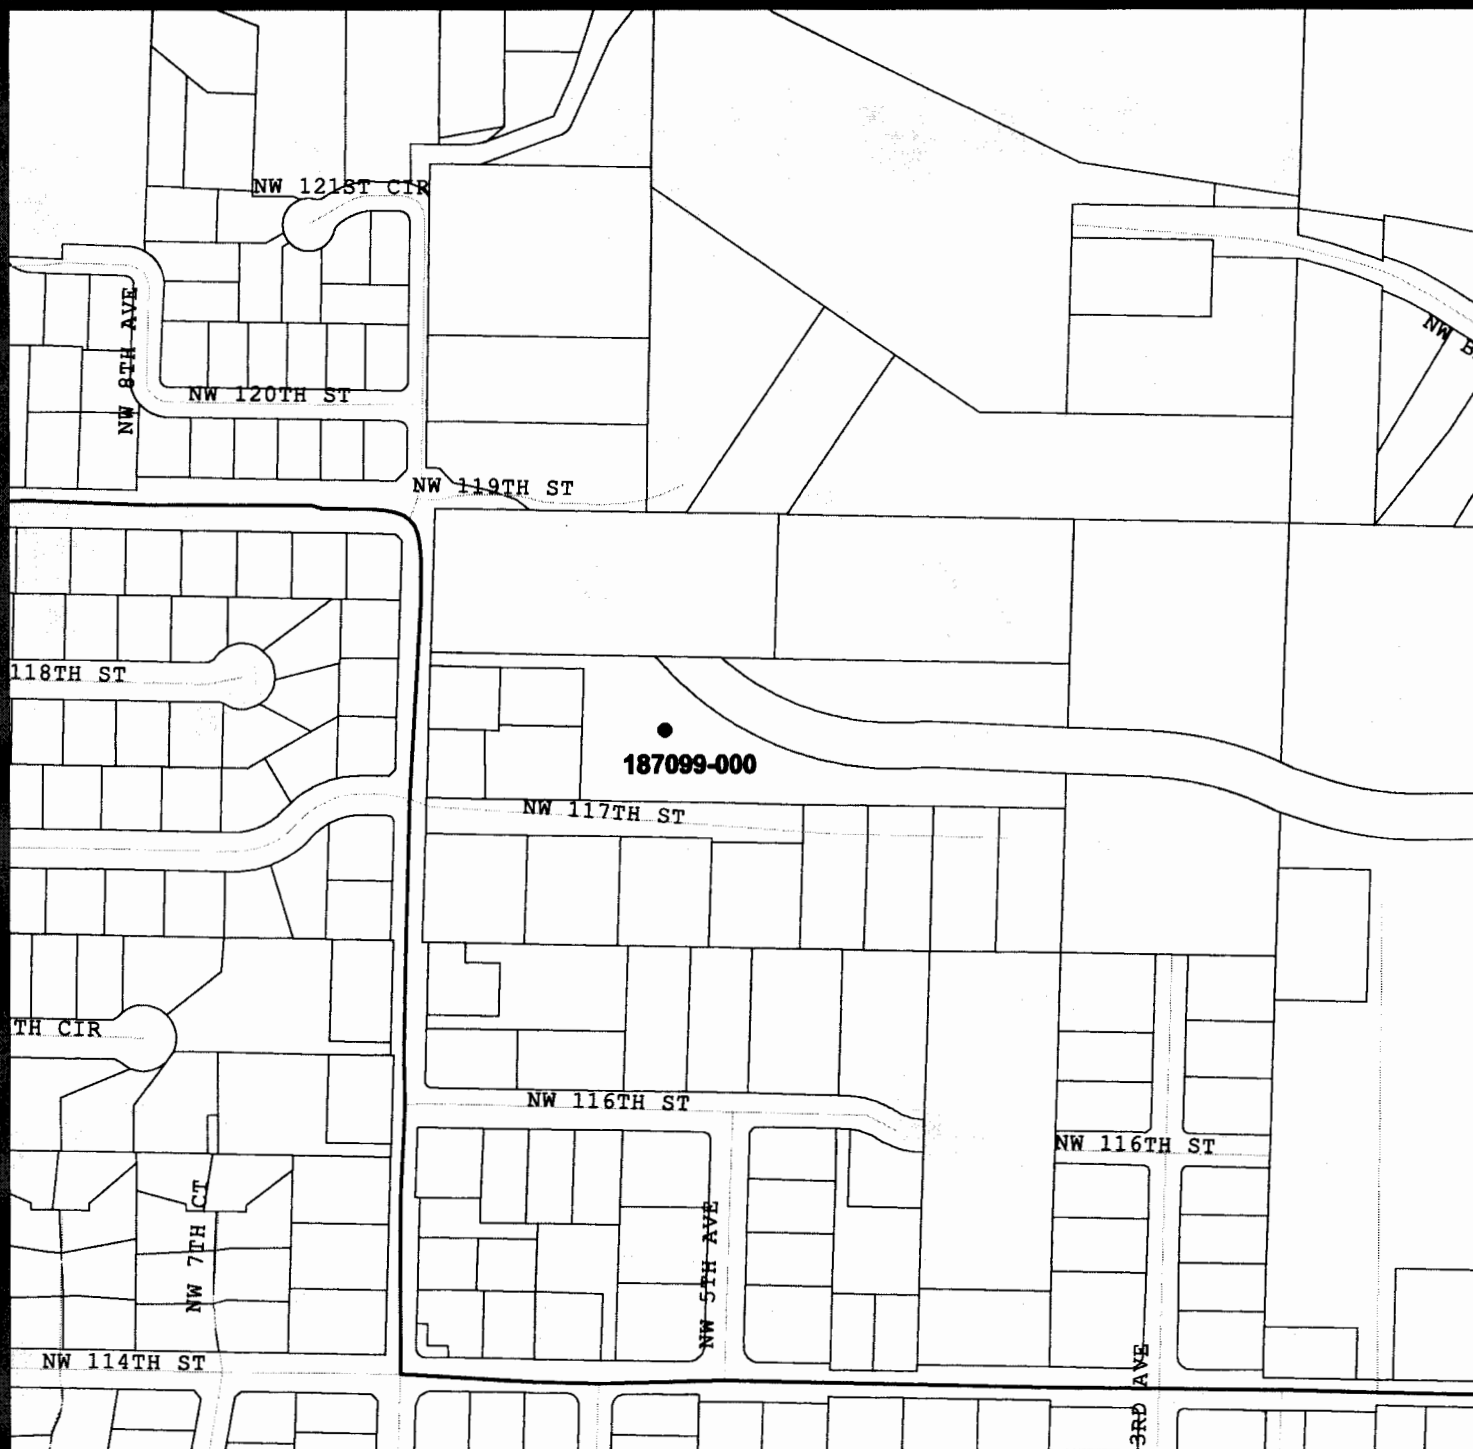 NW 121ST CIR
NW B
NW 8TH AVE
NW 120TH ST
NW 119TH ST
118TH ST
187099-000
NW 117TH ST
TH CIR
NW 116TH ST
NW 116TH ST
NW 7TH CT
NW 5TH AVE
NW 114TH ST
3RD AVE